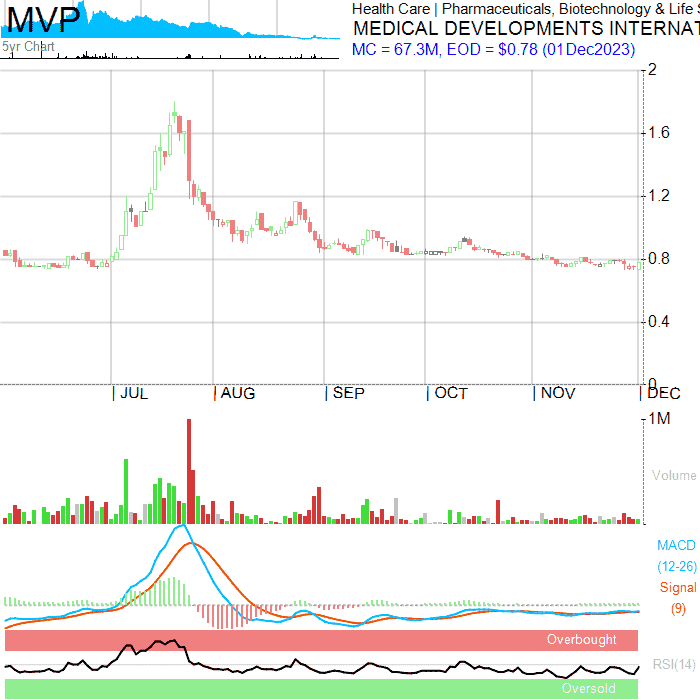 MVP
5yr Chart
Health Care | Pharmaceuticals, Biotechnology & Life
MEDICAL DEVELOPMENTS INTERNAT
MC = 67.3M, EOD = $0.78 (01Dec2023)
2
1.6
1.2
0.8
0.4
0
JUL AUG SEP OCT NOV DEC
1M
Volume
MACD
(12-26)
Signal
(9)
Overbought
RSI(14)
Oversold